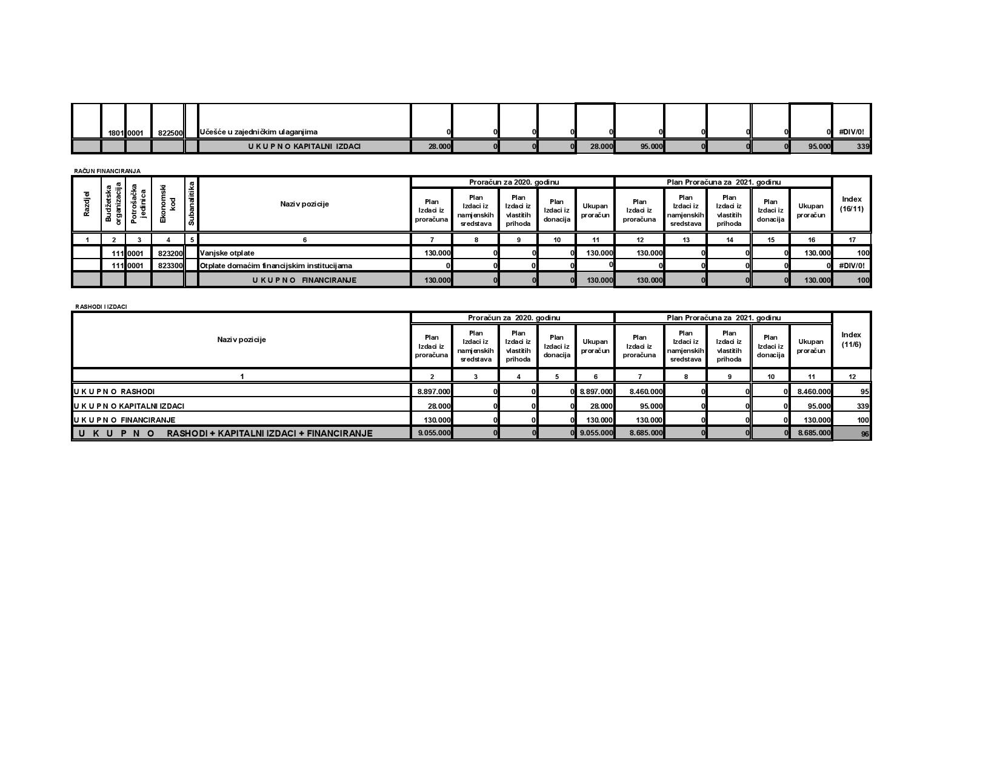 1801 0001 822500 Učešće u zajedničkim ulaganjima 0 0 0 0 0 0 0 0 0 0 #DIV/0!
U K U P N O KAPITALNI IZDACI 28.000 0 0 0 28.000 95.000 0 0 0 95.000 339
RAČUN FINANCIRANJA
Razdjel
Budžetska
organizacija
Potrošačka
jedinica
Ekonomski
kod
Subanalitika
Naziv pozicije
Proračun za 2020. godinu
Plan Proračuna za 2021. godinu
Plan
Izdaci iz
proračuna
Plan
Izdaci iz
namjenskih
sredstava
Plan
Izdaci iz
vlastitih
prihoda
Plan
Izdaci iz
donacija
Ukupan
proračun
Plan
Izdaci iz
proračuna
Plan
Izdaci iz
namjenskih
sredstava
Plan
Izdaci iz
vlastitih
prihoda
Plan
Izdaci iz
donacija
Ukupan
proračun
Index
(16/11)
1 2 3 4 5 6 7 8 9 10 11 12 13 14 15 16 17
111 0001 823200 Vanjske otplate 130.000 0 0 0 130.000 130.000 0 0 0 130.000 100
111 0001 823300 Otplate domaćim financijskim institucijama 0 0 0 0 0 0 0 0 0 0 #DIV/0!
U K U P N O FINANCIRANJE 130.000 0 0 0 130.000 130.000 0 0 0 130.000 100
RASHODI I IZDACI
Naziv pozicije
Proračun za 2020. godinu
Plan Proračuna za 2021. godinu
Plan
Izdaci iz
proračuna
Plan
Izdaci iz
namjenskih
sredstava
Plan
Izdaci iz
vlastitih
prihoda
Plan
Izdaci iz
donacija
Ukupan
proračun
Plan
Izdaci iz
proračuna
Plan
Izdaci iz
namjenskih
sredstava
Plan
Izdaci iz
vlastitih
prihoda
Plan
Izdaci iz
donacija
Ukupan
proračun
Index
(11/6)
1 2 3 4 5 6 7 8 9 10 11 12
U K U P N O RASHODI 8.897.000 0 0 0 8.897.000 8.460.000 0 0 0 8.460.000 95
U K U P N O KAPITALNI IZDACI 28.000 0 0 0 28.000 95.000 0 0 0 95.000 339
U K U P N O FINANCIRANJE 130.000 0 0 0 130.000 130.000 0 0 0 130.000 100
U K U P N O RASHODI + KAPITALNI IZDACI + FINANCIRANJE 9.055.000 0 0 0 9.055.000 8.685.000 0 0 0 8.685.000 96